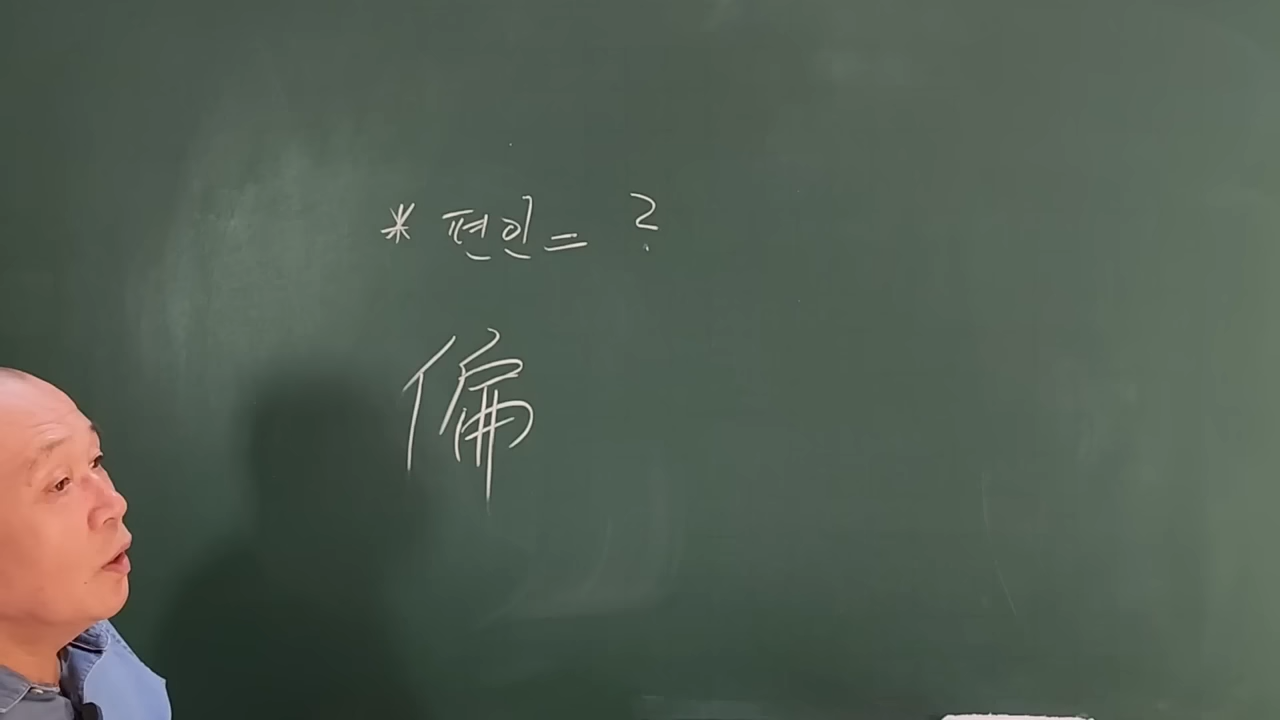 * 편인 = ?
偏